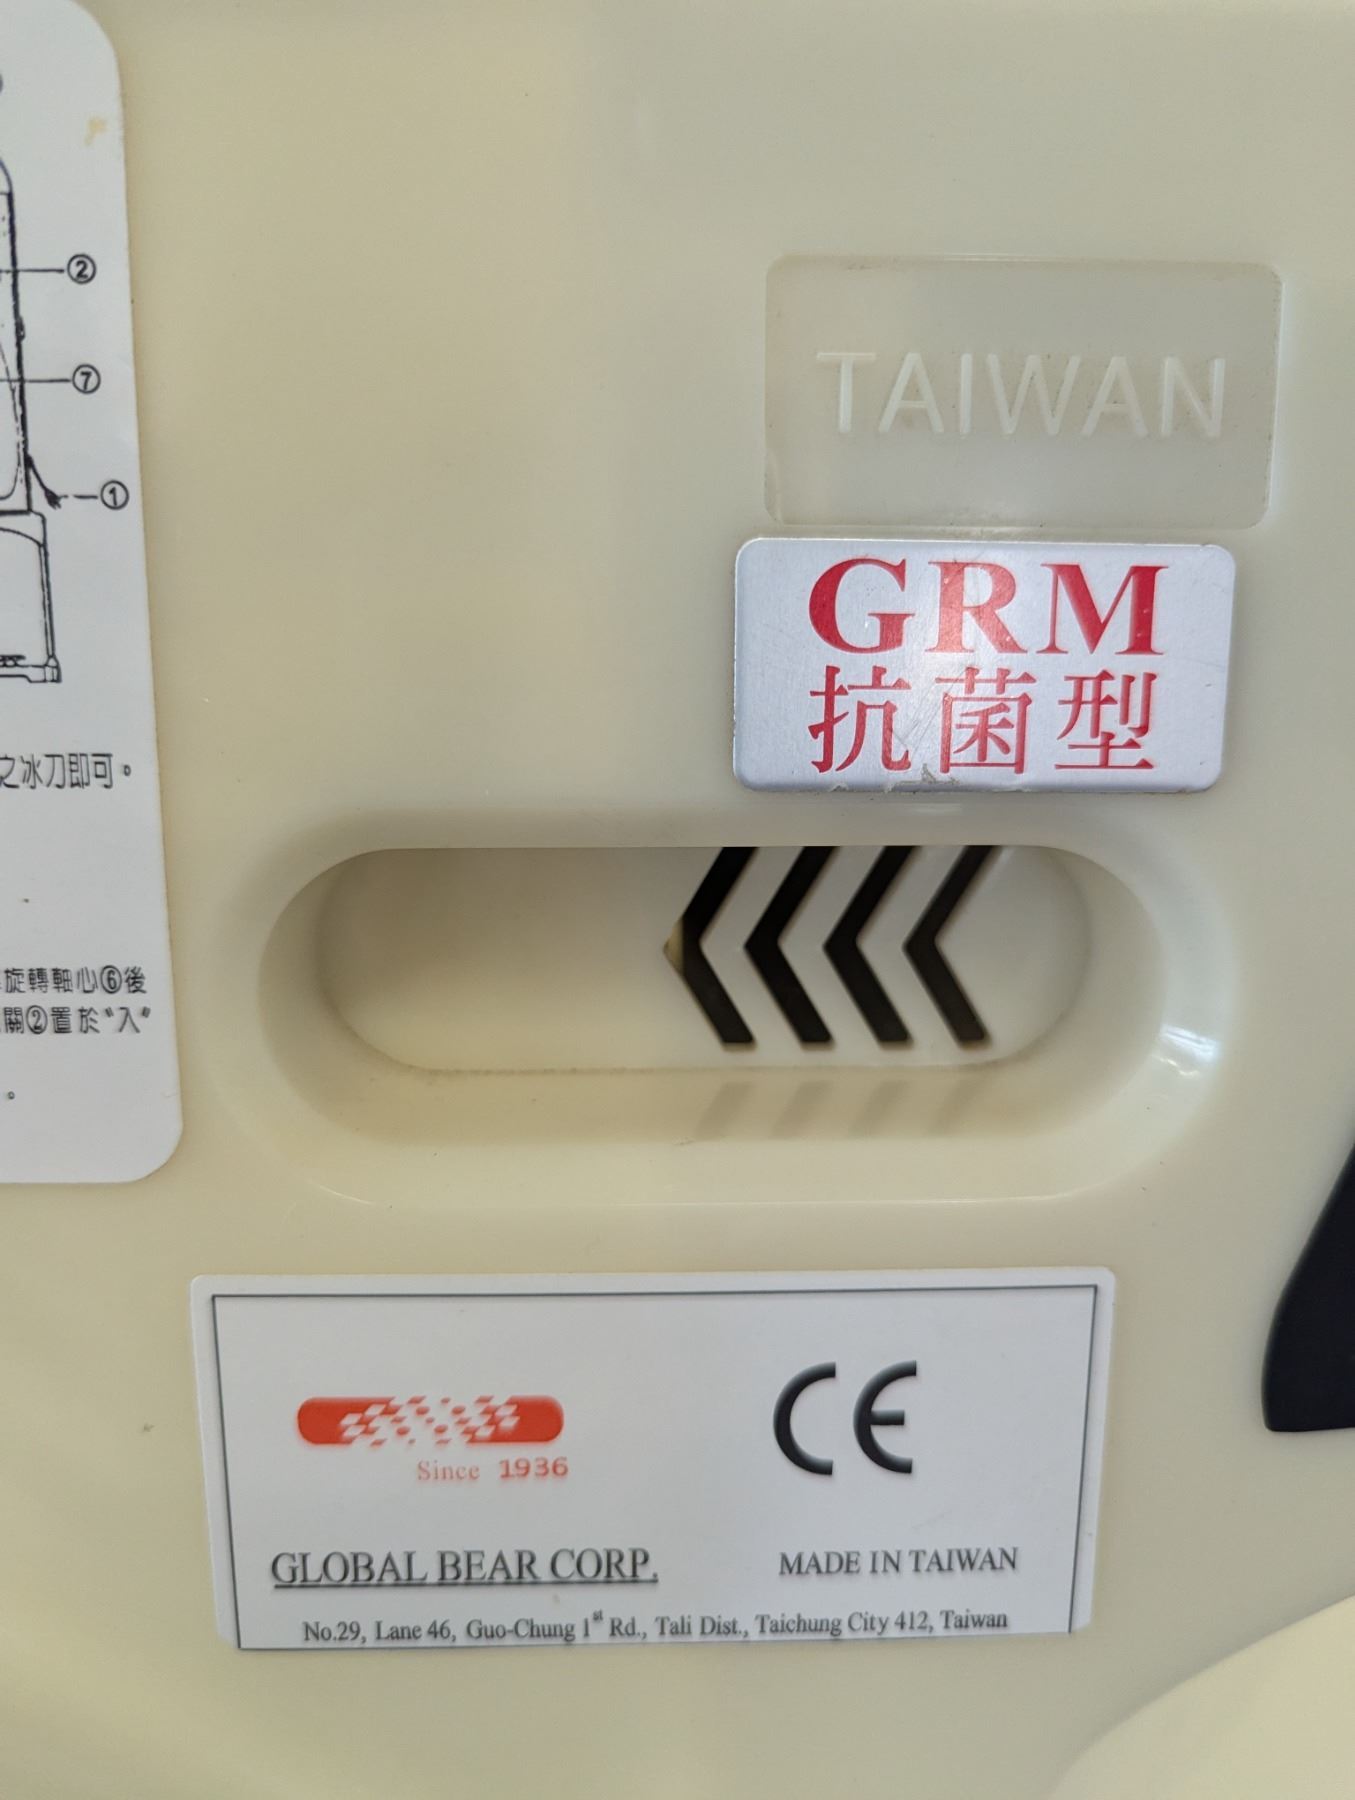 ②
⑦
①
之冰刀即可。
旋轉軸心⑥後
關②置於"入"
。
TAIWAN
GRM
抗菌型
Since 1936
CE
GLOBAL BEAR CORP.
MADE IN TAIWAN
No.29, Lane 46, Guo-Chung 1st Rd., Tali Dist., Taichung City 412, Taiwan